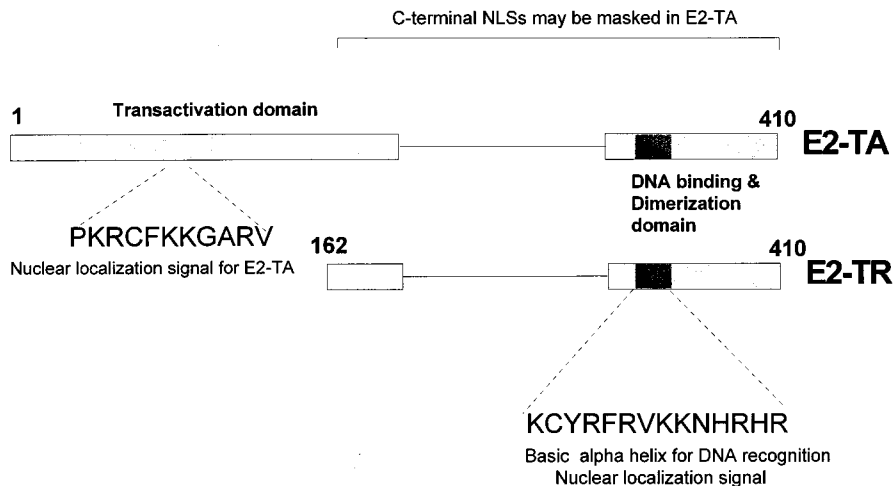 C-terminal NLSs may be masked in E2-TA
1
Transactivation domain
410
E2-TA
DNA binding &
Dimerization
domain
PKRCFKKGARV
Nuclear localization signal for E2-TA
162
410
E2-TR
KCYRFRVKKNHRHR
Basic alpha helix for DNA recognition
Nuclear localization signal